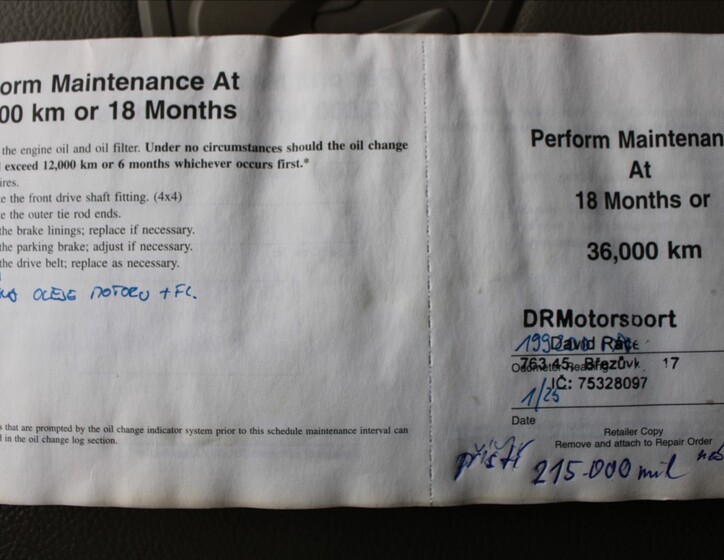 orm Maintenance At
00 km or 18 Months
the engine oil and oil filter. Under no circumstances should the oil change
exceed 12,000 km or 6 months whichever occurs first.*
ires.
e the front drive shaft fitting. (4x4)
e the outer tie rod ends.
the brake linings; replace if necessary.
the parking brake; adjust if necessary.
the drive belt; replace as necessary.
OLEJE MOTORU + FL.
s that are prompted by the oil change indicator system prior to this schedule maintenance interval can
l in the oil change log section.
Perform Maintenan
At
18 Months or
36,000 km
DRMotorsport
David
Odometer Reading
763 45, Březůvk 17
IČ: 75328097
1/25
Date
Retailer Copy
Remove and attach to Repair Order
příští 215.000 mil